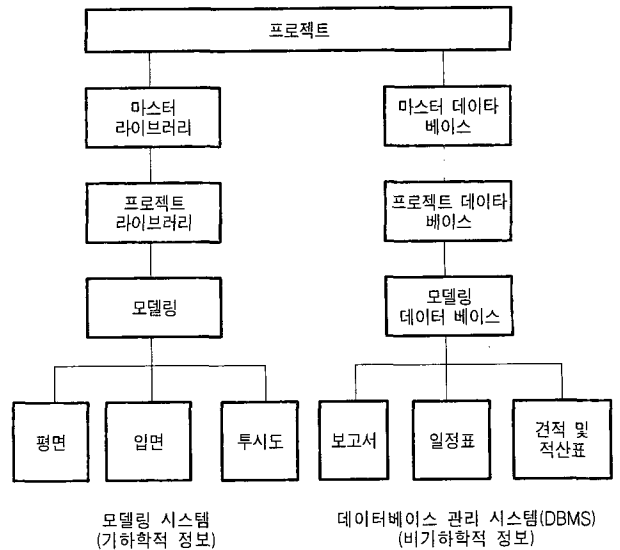 프로젝트
마스터
라이브러리
마스터 데이타
베이스
프로젝트
라이브러리
프로젝트 데이타
베이스
모델링
모델링
데이터 베이스
평면
입면
투시도
보고서
일정표
견적 및
적산표
모델링 시스템
(기하학적 정보)
데이터베이스 관리 시스템(DBMS)
(비기하학적 정보)